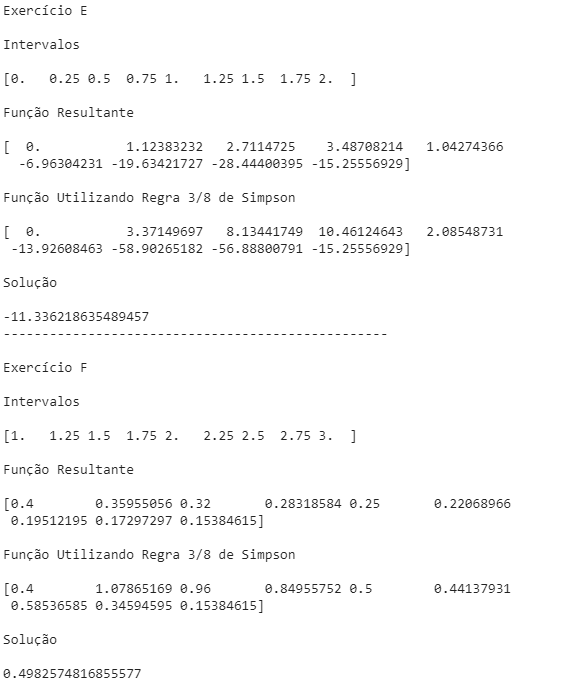 Exercício E
Intervalos
[0.   0.25 0.5  0.75 1.   1.25 1.5  1.75 2.  ]
Função Resultante
[  0.           1.12383232   2.7114725    3.48708214   1.04274366
  -6.96304231 -19.63421727 -28.44400395 -15.25556929]
Função Utilizando Regra 3/8 de Simpson
[  0.           3.37149697   8.13441749  10.46124643   2.08548731
 -13.92608463 -58.90265182 -56.88800791 -15.25556929]
Solução
-11.336218635489457
---------------------------------------------------
Exercício F
Intervalos
[1.   1.25 1.5  1.75 2.   2.25 2.5  2.75 3.  ]
Função Resultante
[0.4        0.35955056 0.32       0.28318584 0.25       0.22068966
 0.19512195 0.17297297 0.15384615]
Função Utilizando Regra 3/8 de Simpson
[0.4        1.07865169 0.96       0.84955752 0.5        0.44137931
 0.58536585 0.34594595 0.15384615]
Solução
0.4982574816855577